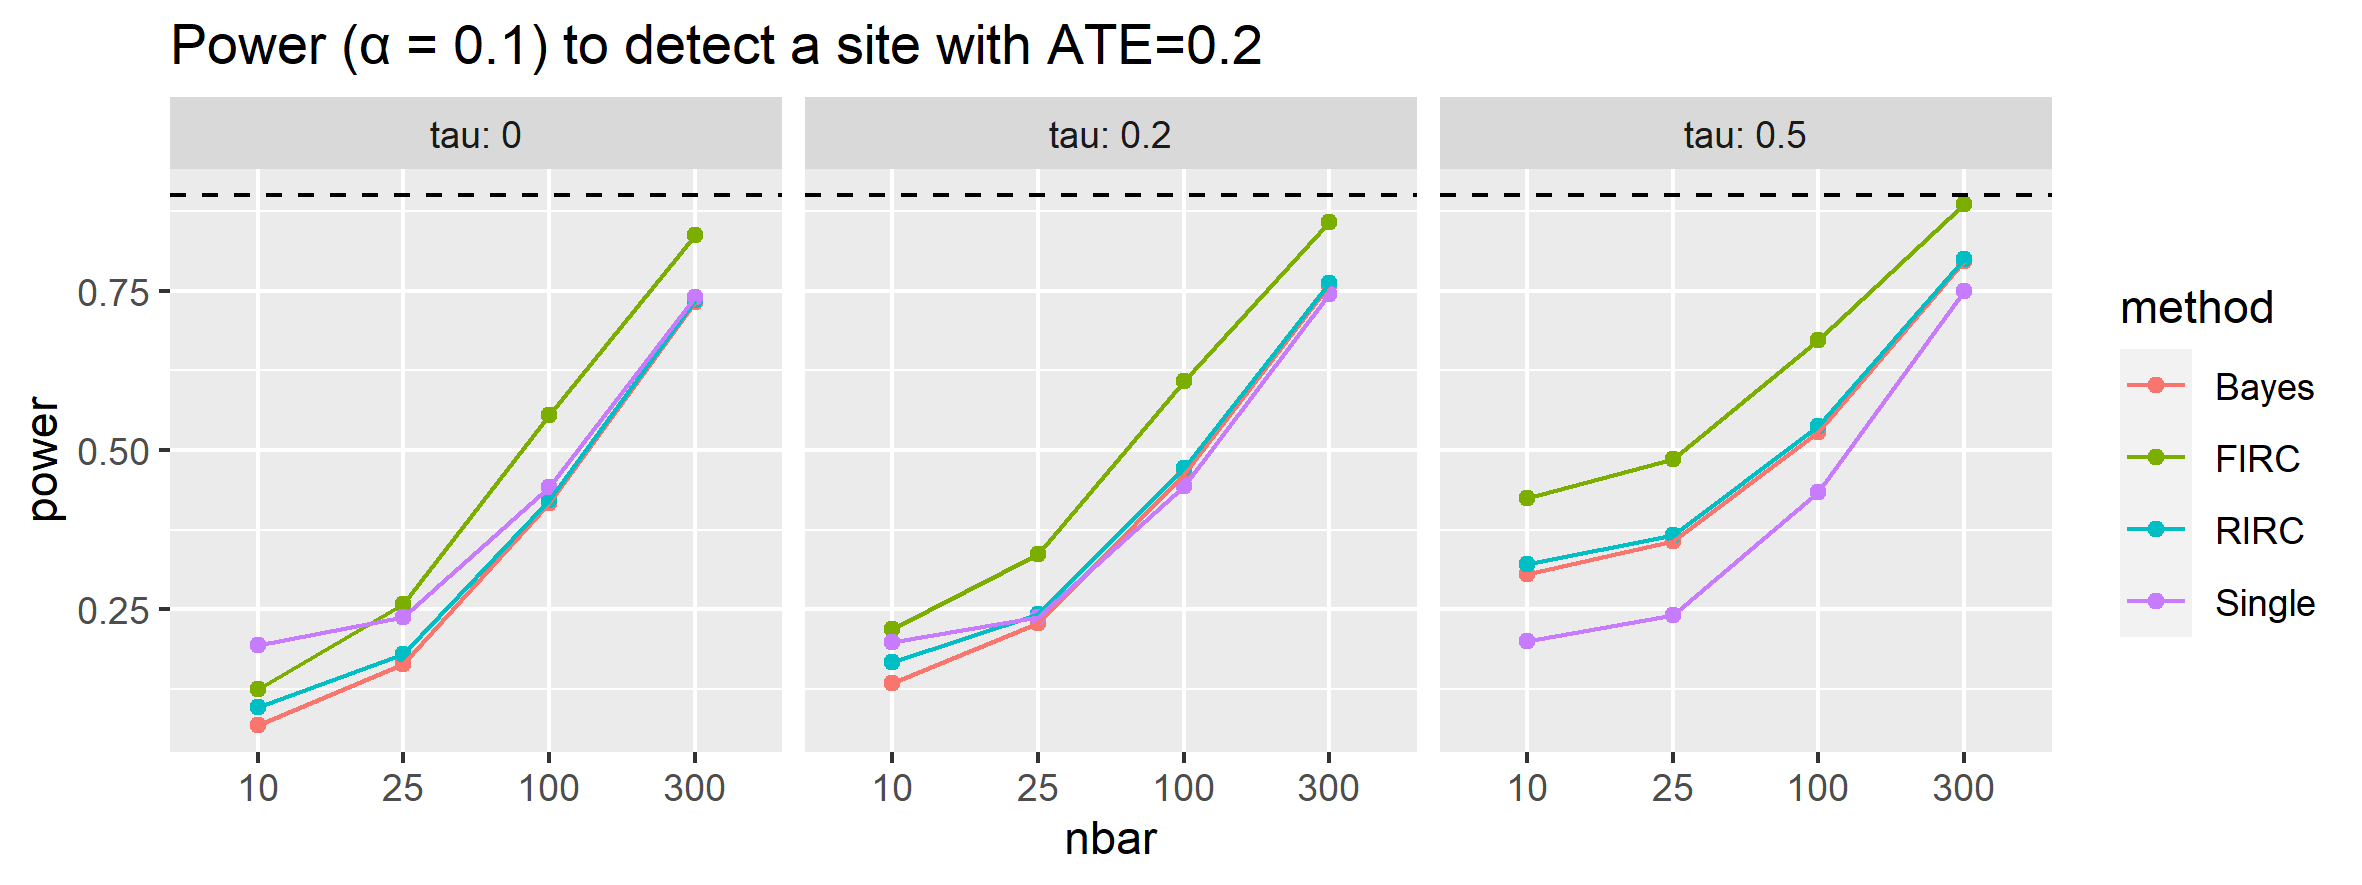 Power (α = 0.1) to detect a site with ATE=0.2
tau: 0
tau: 0.2
tau: 0.5
power
0.75
0.50
0.25
10 25 100 300
10 25 100 300
10 25 100 300
nbar
method
Bayes
FIRC
RIRC
Single